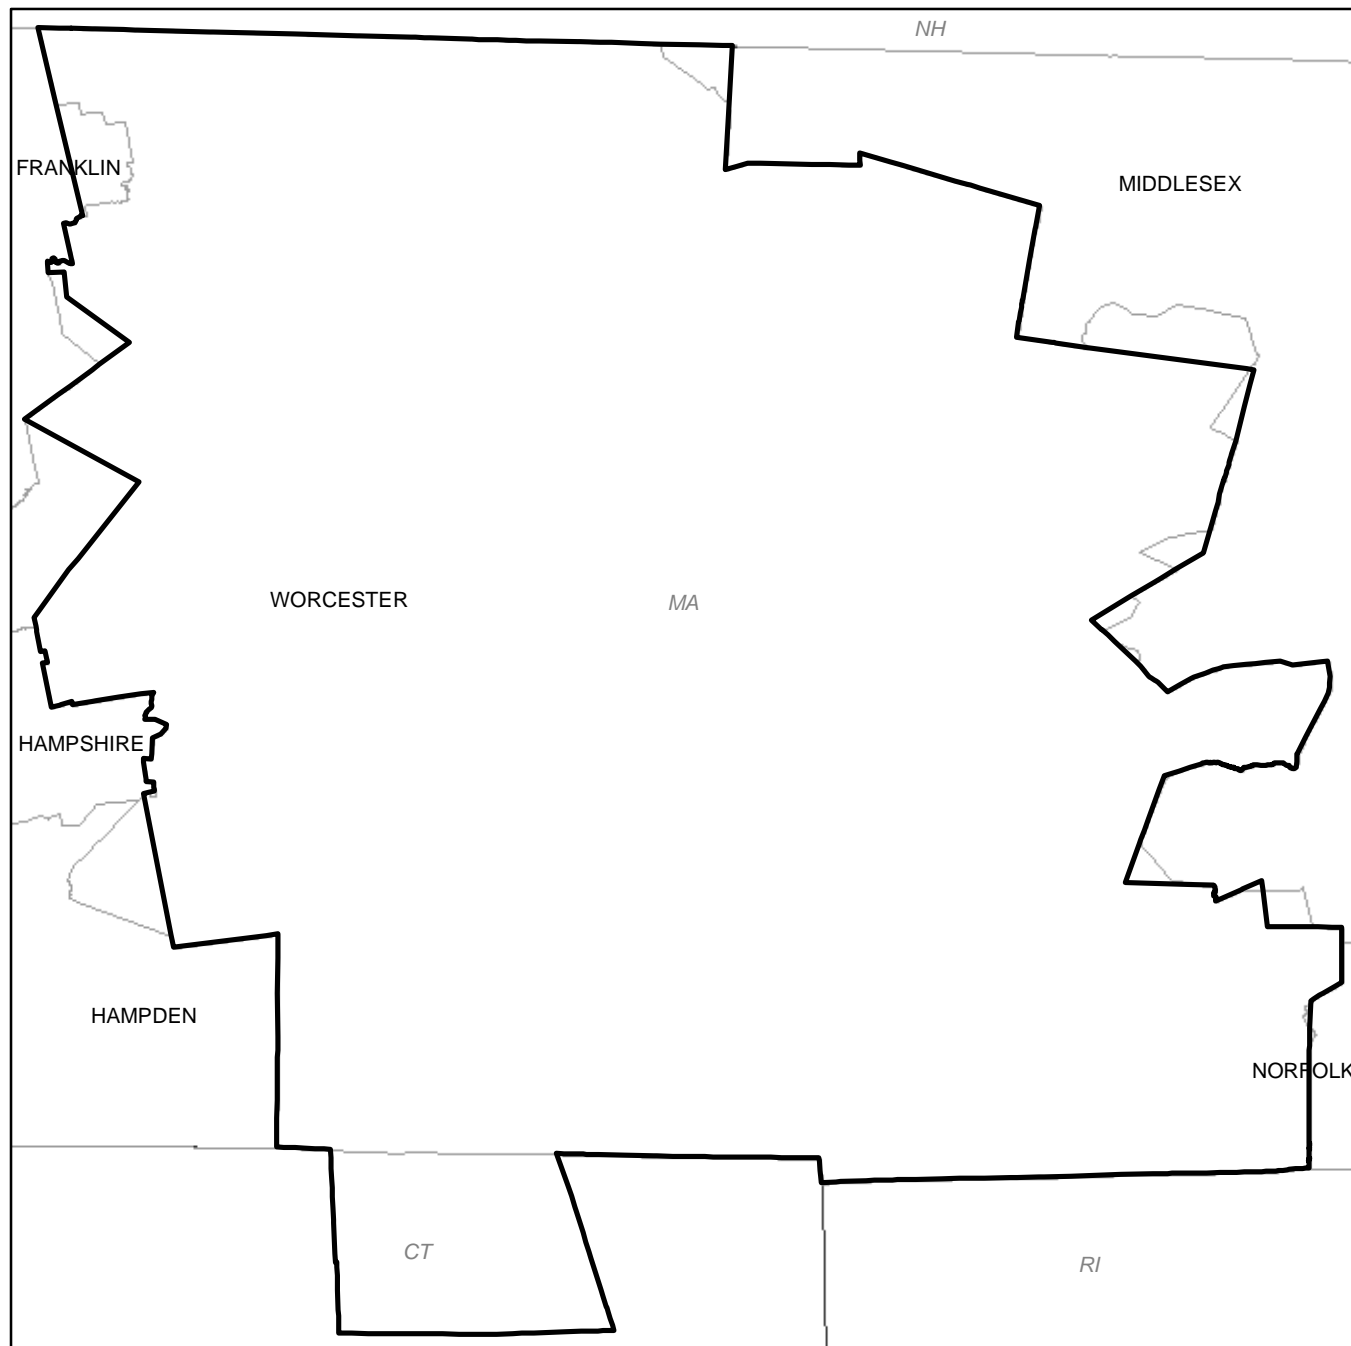 NH
FRANKLIN
MIDDLESEX
WORCESTER
MA
HAMPSHIRE
HAMPDEN
NORFOLK
CT
RI